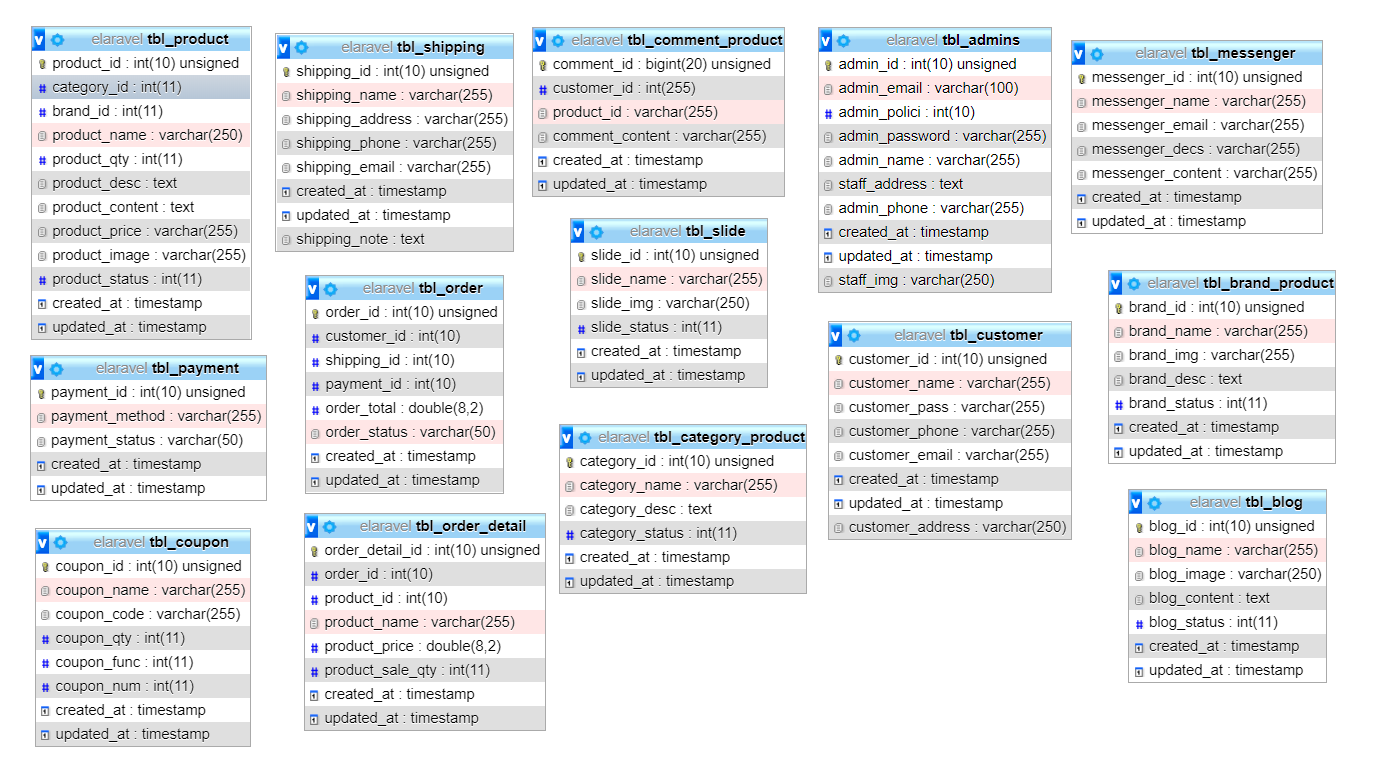 elaravel tbl_product
product_id : int(10) unsigned
category_id : int(11)
brand_id : int(11)
product_name : varchar(250)
product_qty : int(11)
product_desc : text
product_content : text
product_price : varchar(255)
product_image : varchar(255)
product_status : int(11)
created_at : timestamp
updated_at : timestamp
elaravel tbl_payment
payment_id : int(10) unsigned
payment_method : varchar(255)
payment_status : varchar(50)
created_at : timestamp
updated_at : timestamp
elaravel tbl_coupon
coupon_id : int(10) unsigned
coupon_name : varchar(255)
coupon_code : varchar(255)
coupon_qty : int(11)
coupon_func : int(11)
coupon_num : int(11)
created_at : timestamp
updated_at : timestamp
elaravel tbl_shipping
shipping_id : int(10) unsigned
shipping_name : varchar(255)
shipping_address : varchar(255)
shipping_phone : varchar(255)
shipping_email : varchar(255)
created_at : timestamp
updated_at : timestamp
shipping_note : text
elaravel tbl_order
order_id : int(10) unsigned
customer_id : int(10)
shipping_id : int(10)
payment_id : int(10)
order_total : double(8,2)
order_status : varchar(50)
created_at : timestamp
updated_at : timestamp
elaravel tbl_order_detail
order_detail_id : int(10) unsigned
order_id : int(10)
product_id : int(10)
product_name : varchar(255)
product_price : double(8,2)
product_sale_qty : int(11)
created_at : timestamp
updated_at : timestamp
elaravel tbl_comment_product
comment_id : bigint(20) unsigned
customer_id : int(255)
product_id : varchar(255)
comment_content : varchar(255)
created_at : timestamp
updated_at : timestamp
elaravel tbl_slide
slide_id : int(10) unsigned
slide_name : varchar(255)
slide_img : varchar(250)
slide_status : int(11)
created_at : timestamp
updated_at : timestamp
elaravel tbl_category_product
category_id : int(10) unsigned
category_name : varchar(255)
category_desc : text
category_status : int(11)
created_at : timestamp
updated_at : timestamp
elaravel tbl_admins
admin_id : int(10) unsigned
admin_email : varchar(100)
admin_polici : int(10)
admin_password : varchar(255)
admin_name : varchar(255)
staff_address : text
admin_phone : varchar(255)
created_at : timestamp
updated_at : timestamp
staff_img : varchar(250)
elaravel tbl_customer
customer_id : int(10) unsigned
customer_name : varchar(255)
customer_pass : varchar(255)
customer_phone : varchar(255)
customer_email : varchar(255)
created_at : timestamp
updated_at : timestamp
customer_address : varchar(250)
elaravel tbl_messenger
messenger_id : int(10) unsigned
messenger_name : varchar(255)
messenger_email : varchar(255)
messenger_decs : varchar(255)
messenger_content : varchar(255)
created_at : timestamp
updated_at : timestamp
elaravel tbl_brand_product
brand_id : int(10) unsigned
brand_name : varchar(255)
brand_img : varchar(255)
brand_desc : text
brand_status : int(11)
created_at : timestamp
updated_at : timestamp
elaravel tbl_blog
blog_id : int(10) unsigned
blog_name : varchar(255)
blog_image : varchar(250)
blog_content : text
blog_status : int(11)
created_at : timestamp
updated_at : timestamp